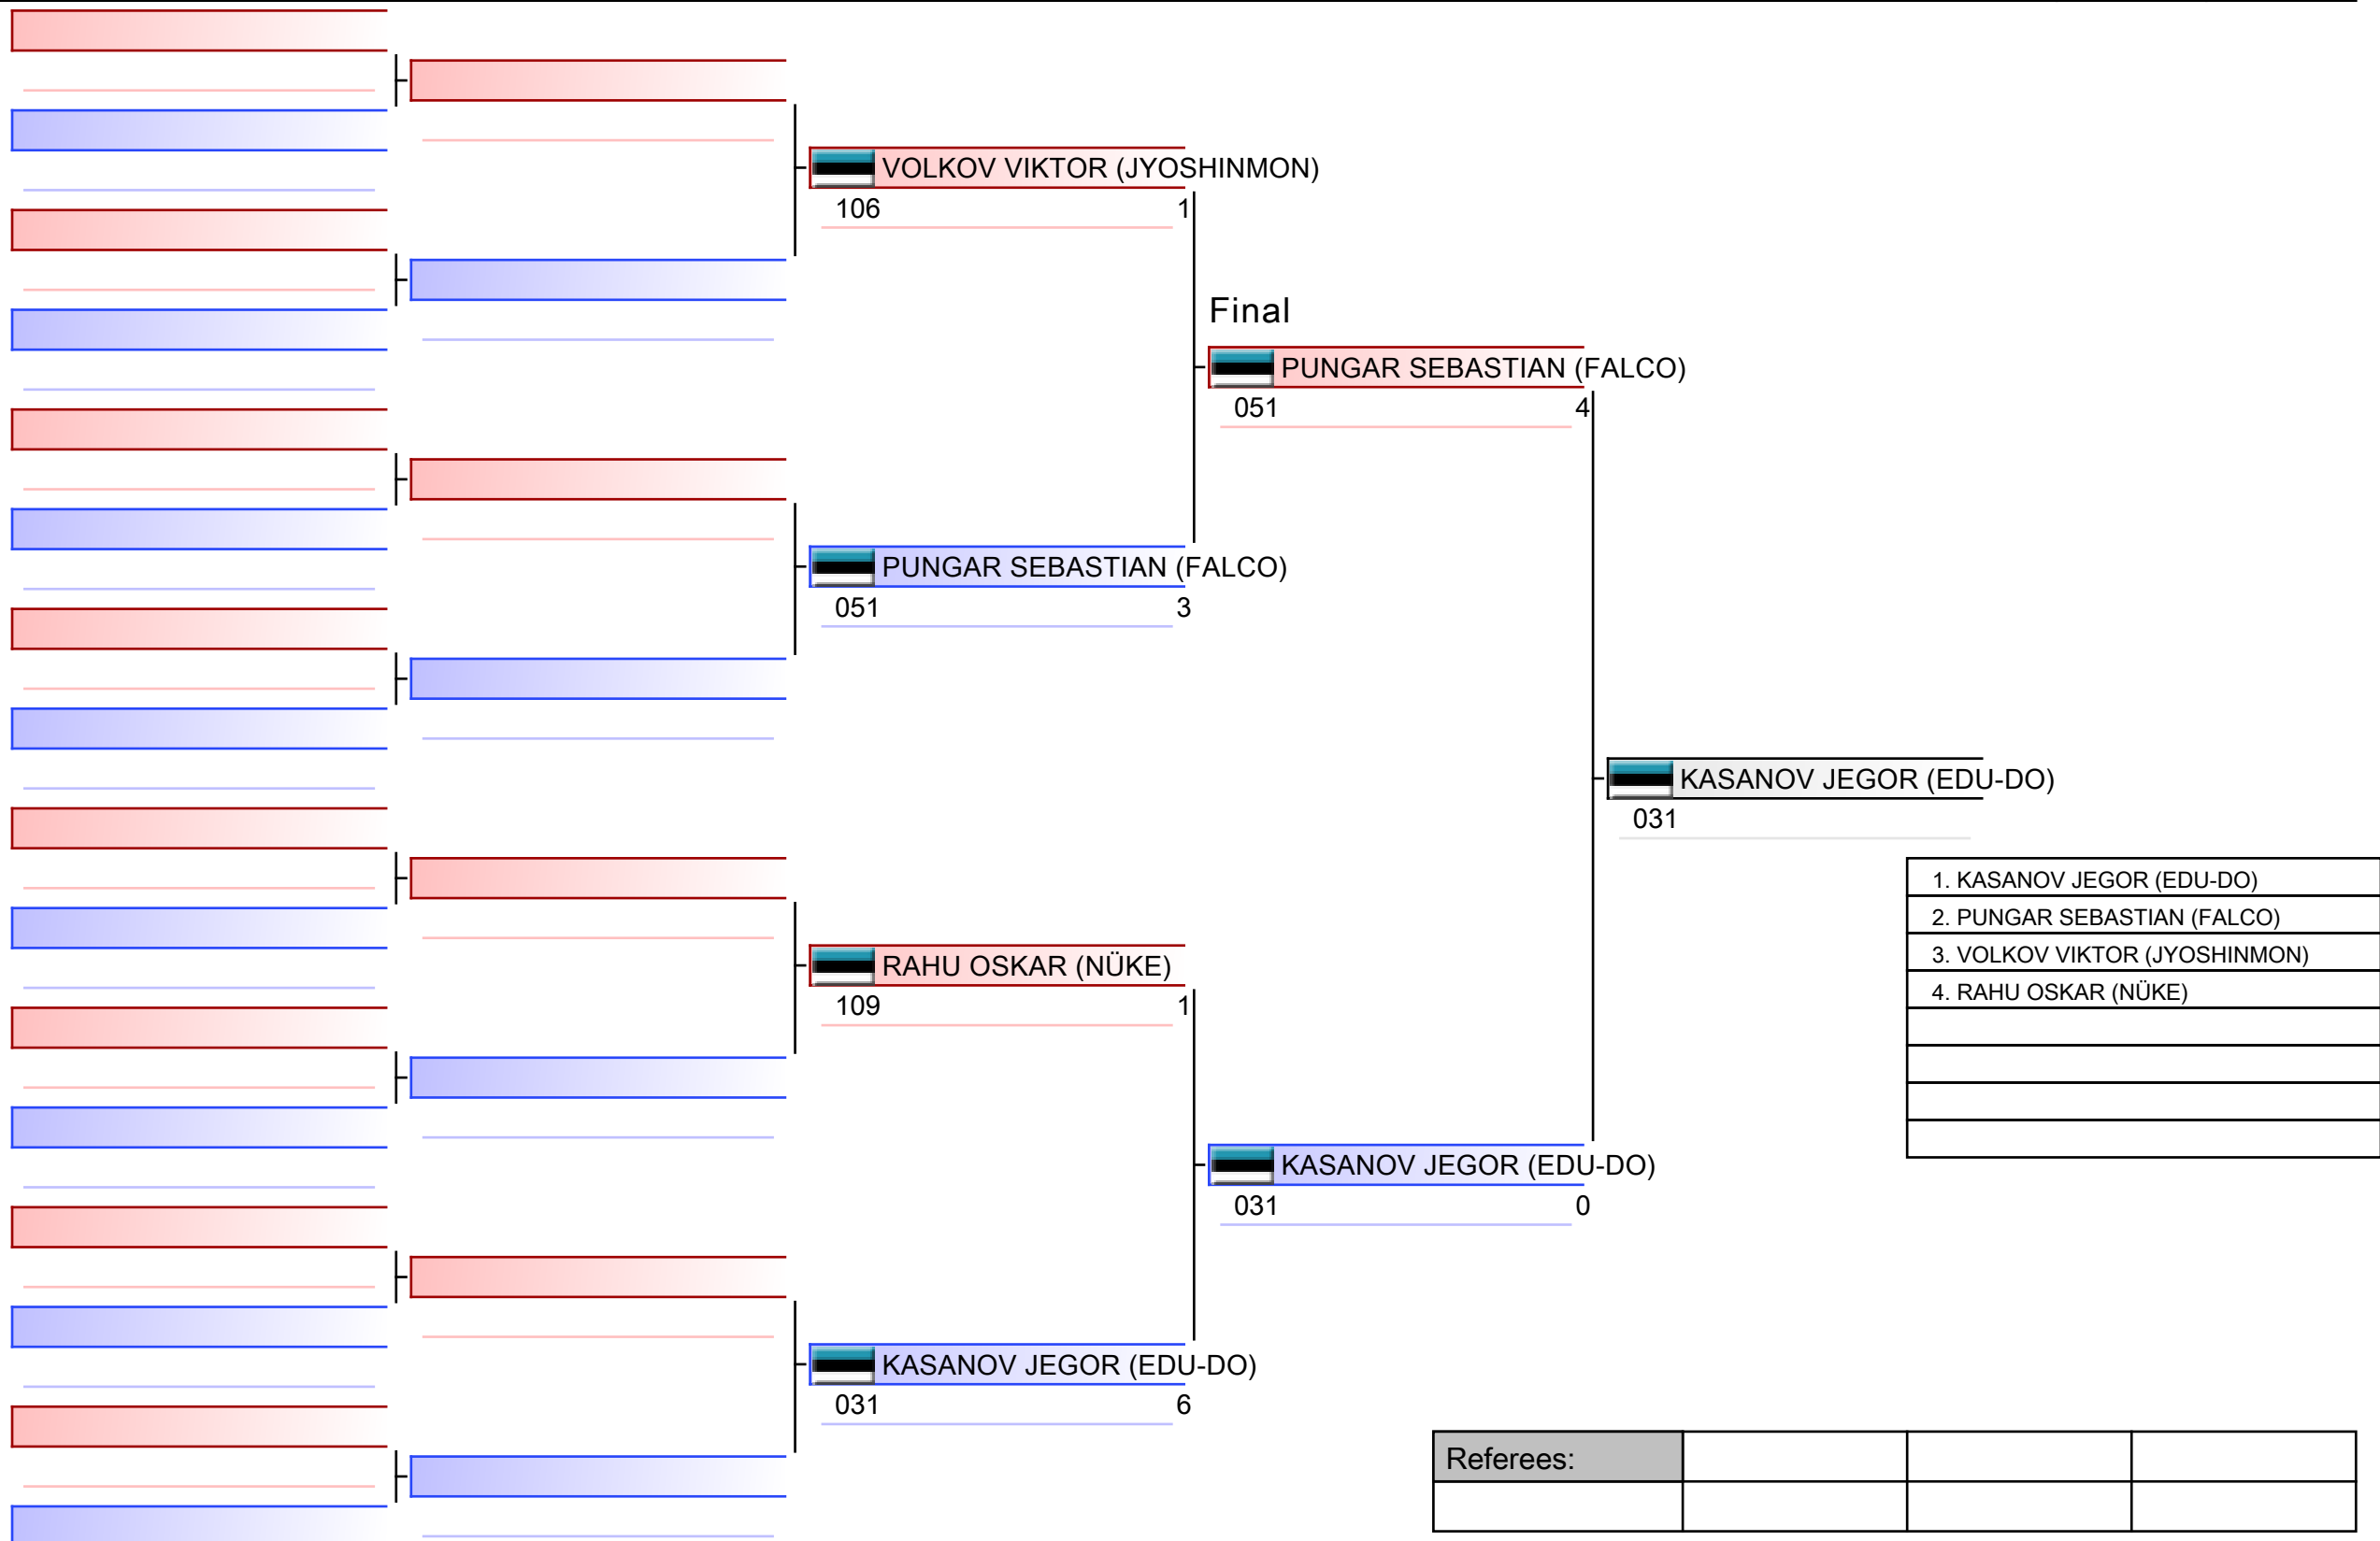 VOLKOV VIKTOR (JYOSHINMON)
106 1
Final
PUNGAR SEBASTIAN (FALCO)
051 4
PUNGAR SEBASTIAN (FALCO)
051 3
KASANOV JEGOR (EDU-DO)
031
1. KASANOV JEGOR (EDU-DO)
2. PUNGAR SEBASTIAN (FALCO)
3. VOLKOV VIKTOR (JYOSHINMON)
4. RAHU OSKAR (NÜKE)
RAHU OSKAR (NÜKE)
109 1
KASANOV JEGOR (EDU-DO)
031 0
KASANOV JEGOR (EDU-DO)
031 6
Referees: